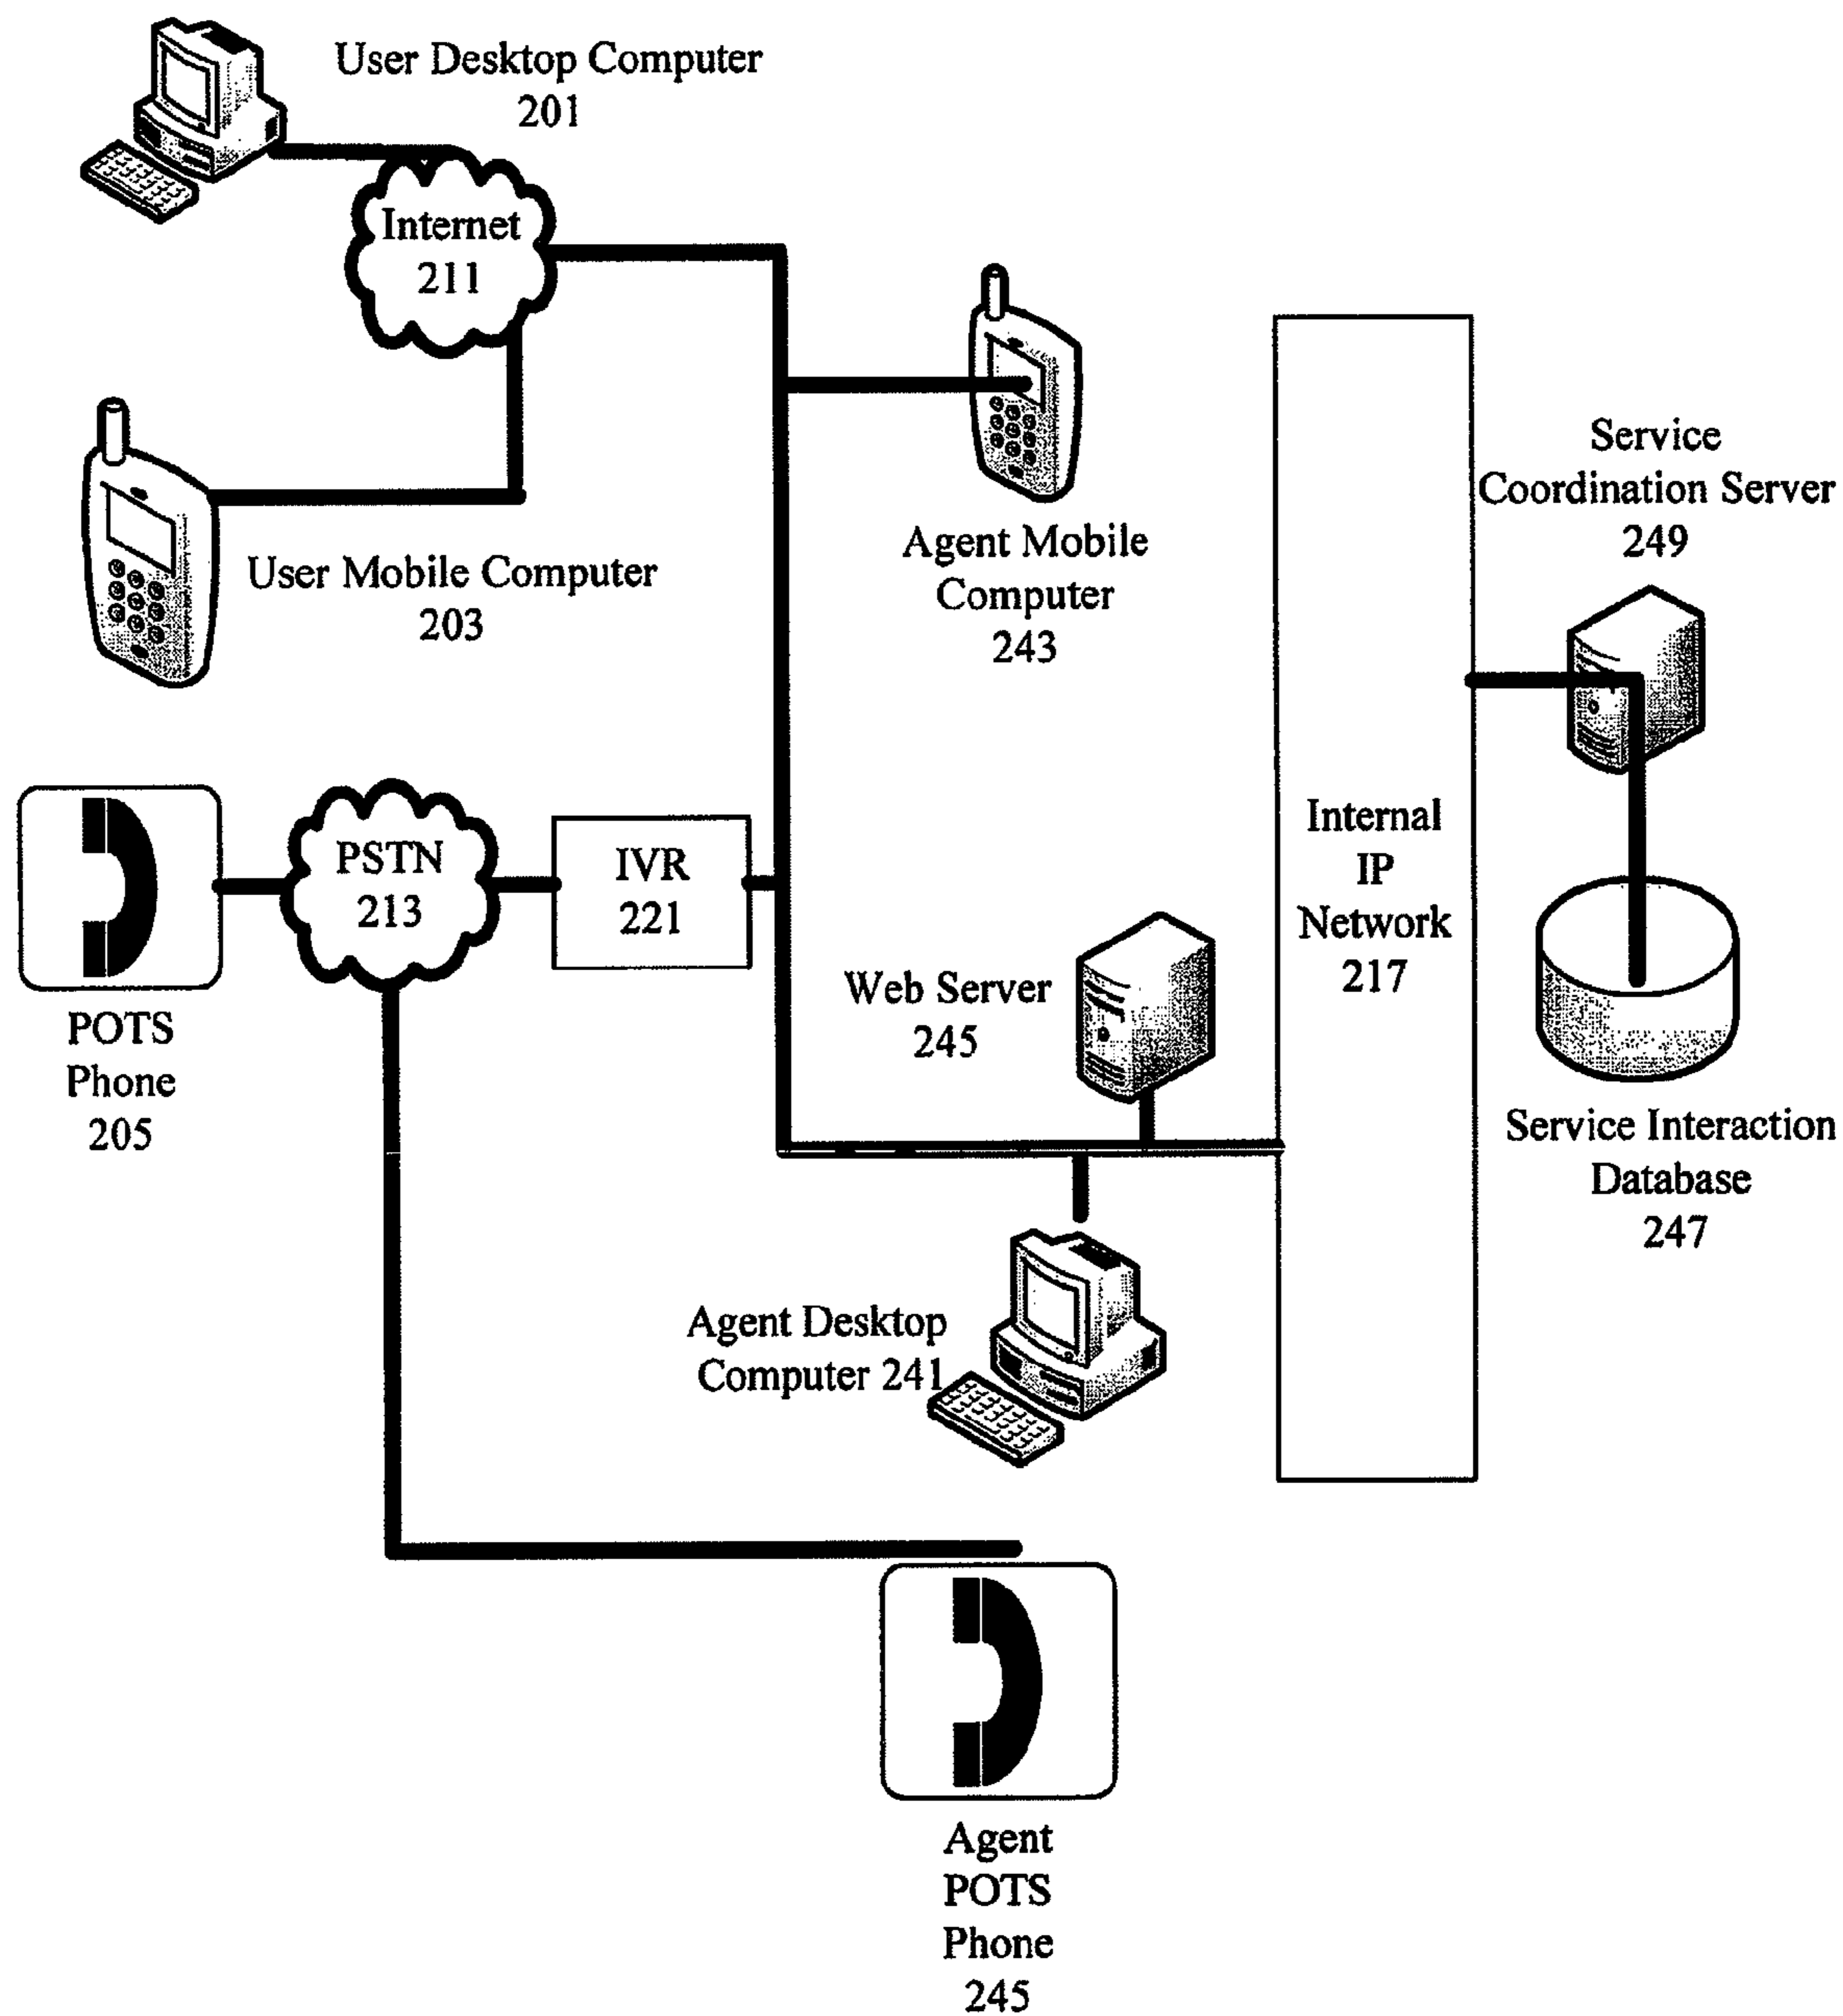 User Desktop Computer
201
Internet
211
User Mobile Computer
203
Agent Mobile
Computer
243
Service
Coordination Server
249
POTS
Phone
205
PSTN
213
IVR
221
Web Server
245
Internal
IP
Network
217
Service Interaction
Database
247
Agent Desktop
Computer 241
Agent
POTS
Phone
245